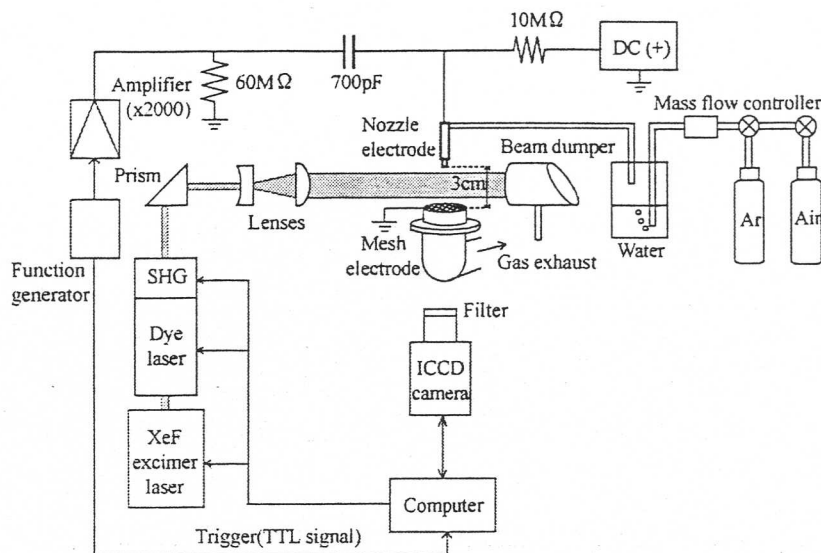 10MΩ
DC (+)
Amplifier
(x2000)
60MΩ
700pF
Mass flow controller
Nozzle
electrode
Beam dumper
Prism
3cm
Lenses
Mesh
electrode
Gas exhaust
Water
Ar
Air
Function
generator
SHG
Filter
Dye
laser
ICCD
camera
XeF
excimer
laser
Computer
Trigger(TTL signal)